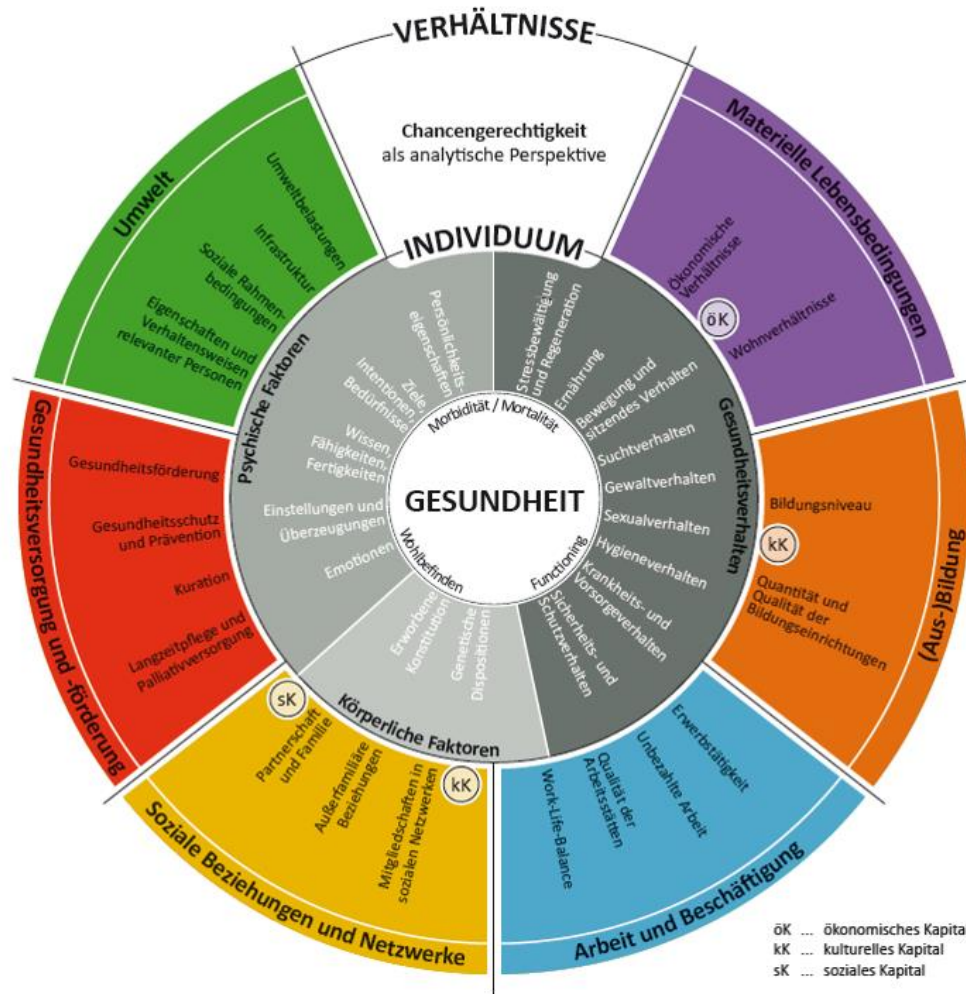 VERHÄLTNISSE
Chancengerechtigkeit
als analytische Perspektive
INDIVIDUUM
Materielle Lebensbedingungen
Ökonomische
Verhältnisse
öK
Wohnverhältnisse
(Aus-)Bildung
Bildungsniveau
kK
Quantität und
Qualität der
Bildungseinrichtungen
Arbeit und Beschäftigung
Erwerbstätigkeit
Unbezahlte Arbeit
Qualität der
Arbeitsstätten
Work-Life-Balance
Soziale Beziehungen und Netzwerke
kK
Mitgliedschaften in
sozialen Netzwerken
Außerfamiliäre
Beziehungen
Partnerschaft
und Familie
sK
Gesundheitsversorgung und -förderung
Gesundheitsförderung
Gesundheitsschutz
und Prävention
Kuration
Langzeitpflege und
Palliativversorgung
Umwelt
Umweltbelastungen
Infrastruktur
Soziale Rahmen-
bedingungen
Eigenschaften und
Verhaltensweisen
relevanter Personen
Psychische Faktoren
Persönlichkeits-
eigenschaften
Ziele,
Intentionen,
Bedürfnisse
Wissen,
Fähigkeiten,
Fertigkeiten
Einstellungen und
Überzeugungen
Emotionen
Gesundheitsverhalten
Stressbewältigung
und Regeneration
Ernährung
Bewegung und
sitzendes Verhalten
Suchtverhalten
Gewaltverhalten
Sexualverhalten
Hygieneverhalten
Krankheits- und
Vorsorgeverhalten
Sicherheits- und
Schutzverhalten
Körperliche Faktoren
Erworbene
Konstitution
Genetische
Dispositionen
Morbidität / Mortalität
GESUNDHEIT
Wohlbefinden
Functioning
öK ... ökonomisches Kapita
kK ... kulturelles Kapital
sK ... soziales Kapital